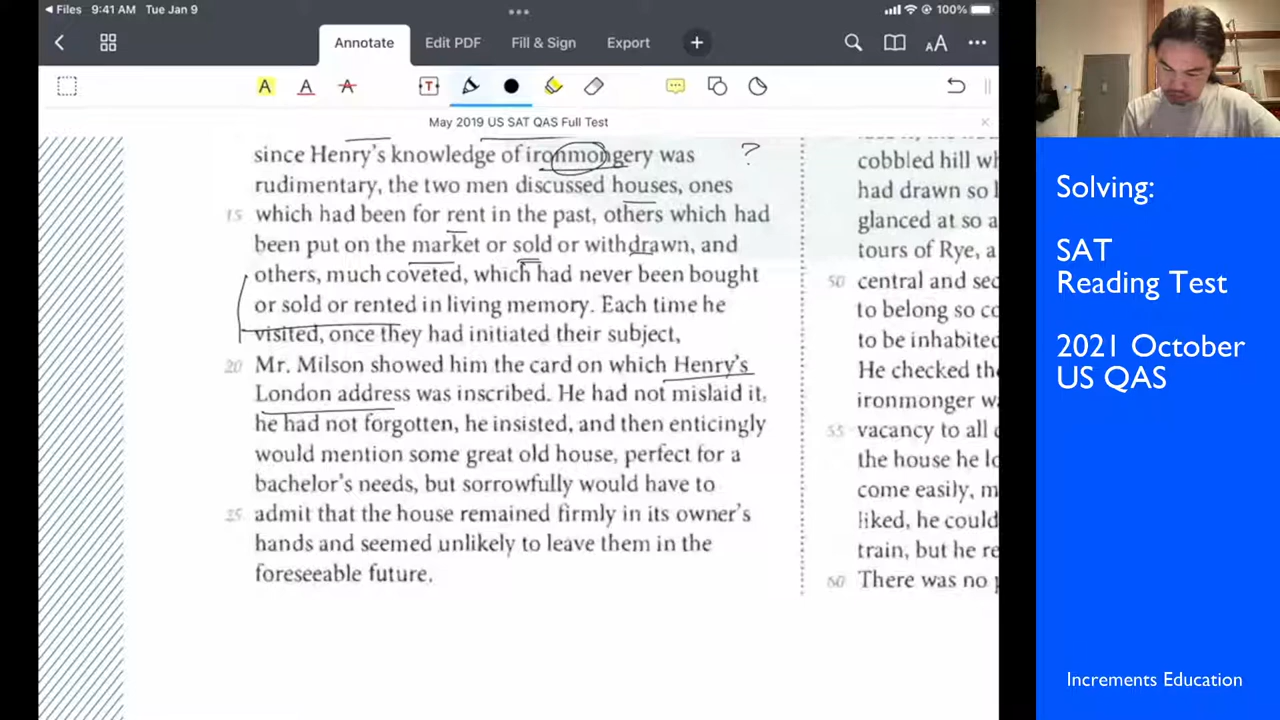 Files 9:41 AM Tue Jan 9
100%
Annotate Edit PDF Fill & Sign Export
May 2019 US SAT QAS Full Test
since Henry's knowledge of ironmongery was ?
rudimentary, the two men discussed houses, ones
15 which had been for rent in the past, others which had
been put on the market or sold or withdrawn, and
others, much coveted, which had never been bought
or sold or rented in living memory. Each time he
visited, once they had initiated their subject,
20 Mr. Milson showed him the card on which Henry's
London address was inscribed. He had not mislaid it,
he had not forgotten, he insisted, and then enticingly
would mention some great old house, perfect for a
bachelor's needs, but sorrowfully would have to
25 admit that the house remained firmly in its owner's
hands and seemed unlikely to leave them in the
foreseeable future.
cobbled hill wh
had drawn so l
glanced at so a
tours of Rye, a
50 central and sec
to belong so co
to be inhabited
He checked the
ironmonger wa
55 vacancy to all c
the house he lo
come easily, m
liked, he could
train, but he re
60 There was no p
Solving:
SAT
Reading Test
2021 October
US QAS
Increments Education